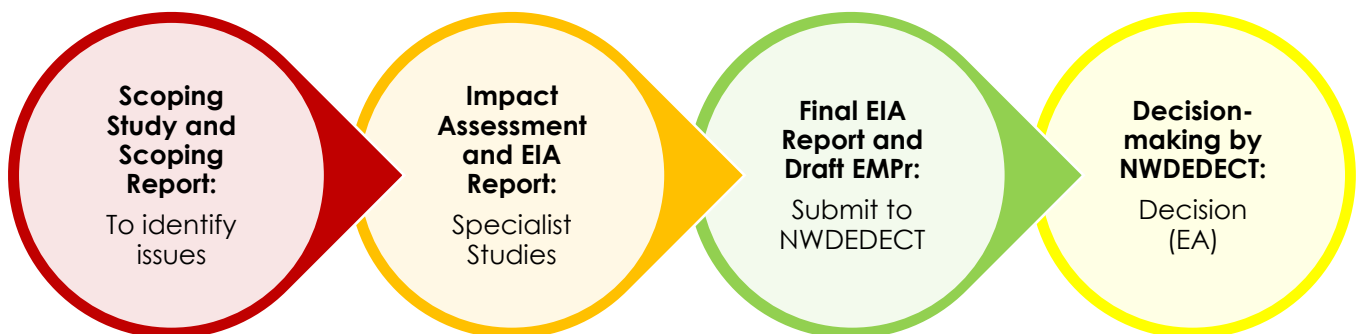 Scoping
Study and
Scoping
Report:
To identify
issues
Impact
Assessment
and EIA
Report:
Specialist
Studies
Final EIA
Report and
Draft EMPr:
Submit to
NWDEDECT
Decision-
making by
NWDEDECT:
Decision
(EA)